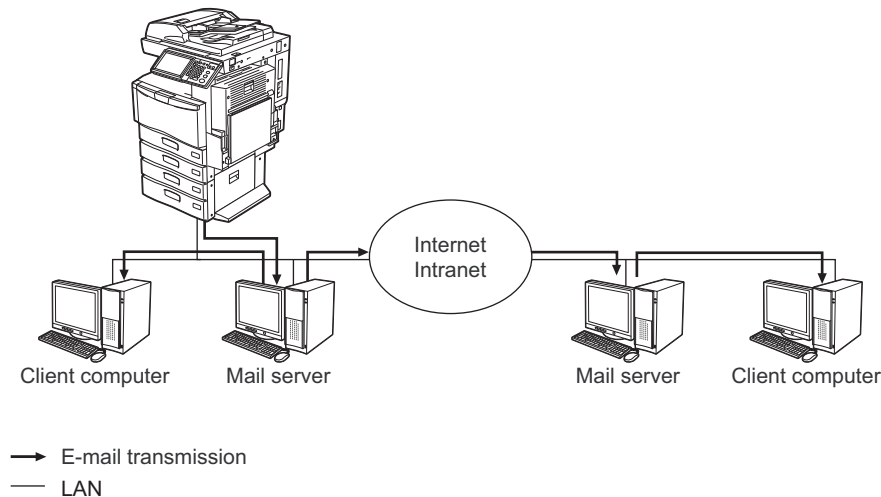 Internet
Intranet
Client computer
Mail server
Mail server
Client computer
E-mail transmission
LAN